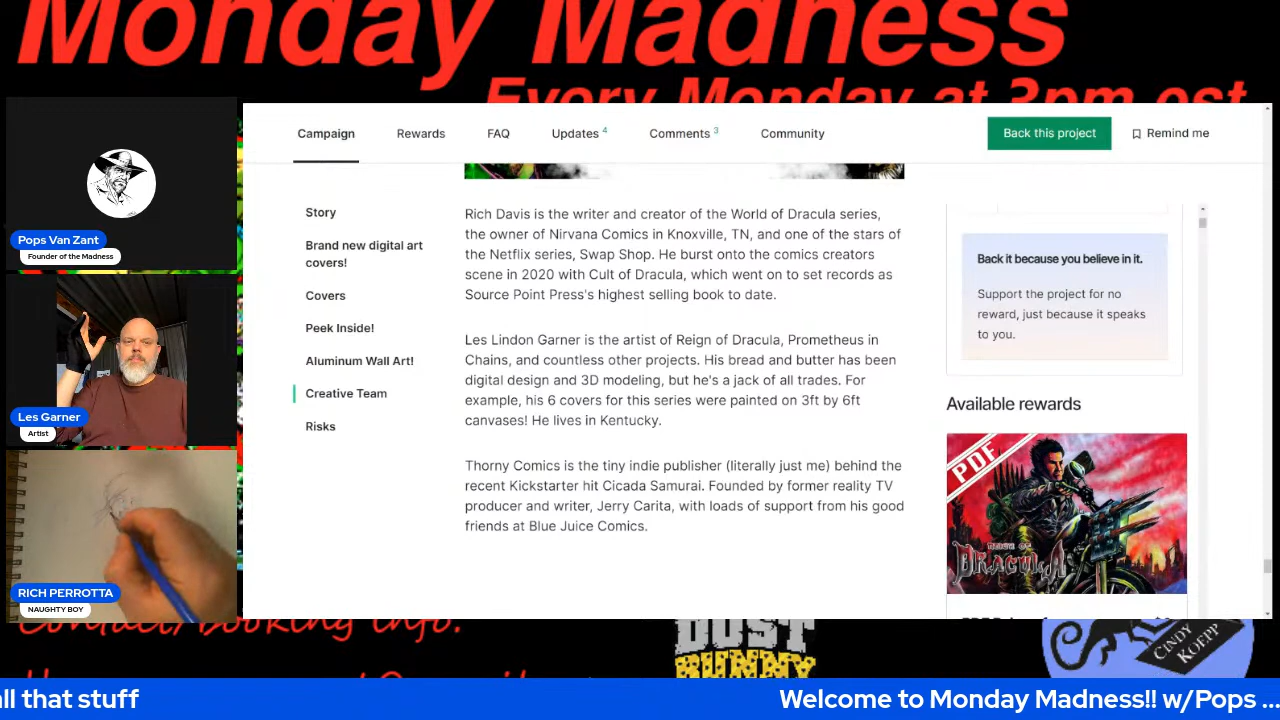 Monday Madness
Every Monday at 3pm est
Campaign
Rewards
FAQ
Updates 4
Comments 3
Community
Back this project
Remind me
Pops Van Zant
Founder of the Madness
Les Garner
Artist
RICH PERROTTA
NAUGHTY BOY
Story
Brand new digital art
covers!
Covers
Peek Inside!
Aluminum Wall Art!
Creative Team
Risks
Rich Davis is the writer and creator of the World of Dracula series,
the owner of Nirvana Comics in Knoxville, TN, and one of the stars of
the Netflix series, Swap Shop. He burst onto the comics creators
scene in 2020 with Cult of Dracula, which went on to set records as
Source Point Press's highest selling book to date.
Les Lindon Garner is the artist of Reign of Dracula, Prometheus in
Chains, and countless other projects. His bread and butter has been
digital design and 3D modeling, but he's a jack of all trades. For
example, his 6 covers for this series were painted on 3ft by 6ft
canvases! He lives in Kentucky.
Thorny Comics is the tiny indie publisher (literally just me) behind the
recent Kickstarter hit Cicada Samurai. Founded by former reality TV
producer and writer, Jerry Carita, with loads of support from his good
friends at Blue Juice Comics.
Back it because you believe in it.
Support the project for no
reward, just because it speaks
to you.
Available rewards
PDF
DRACULA
Contact/Booking info:
DUST
BUNNY
CINDY
KOEPP
all that stuff
Welcome to Monday Madness!! w/Pops ...